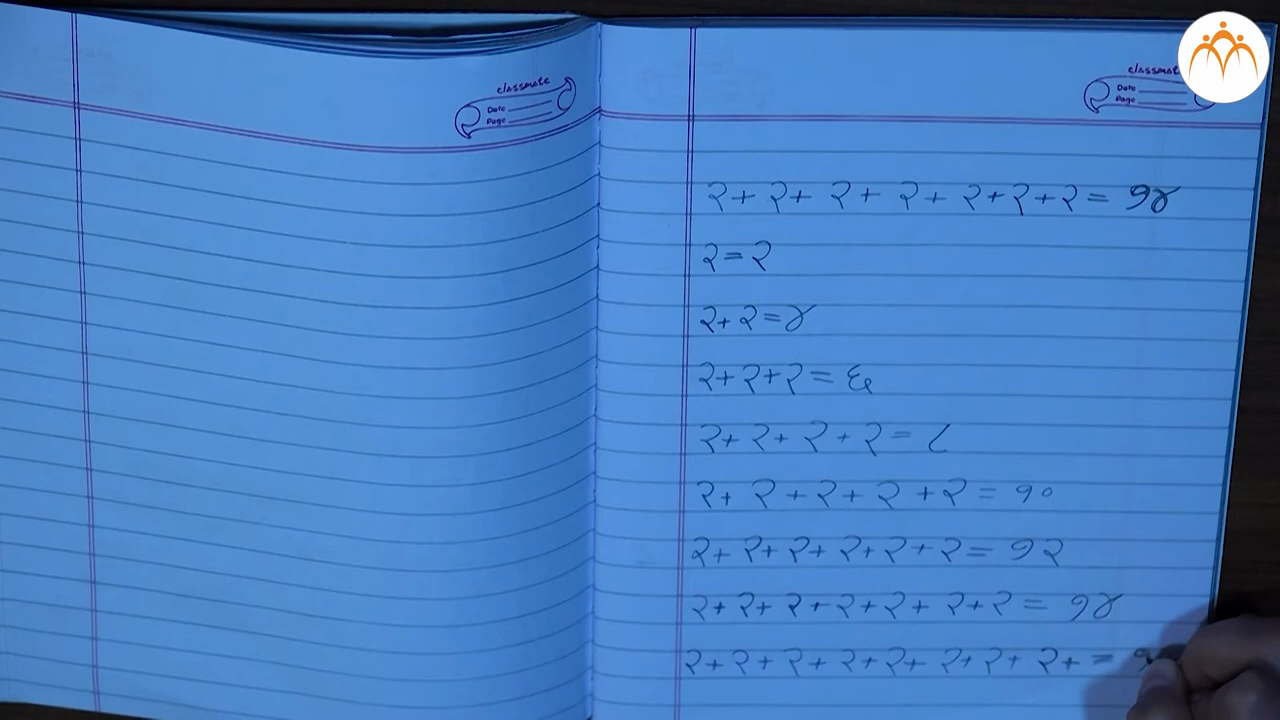 classmate
Date
Page
classmat
Date
Page
२+ २+ २+ २+ २+२+२= १४
२=२
२+२=४
२+२+२= ६
२+ २+ २+ २= ८
२+ २ +२+ २ +२= १०
२+ २+ २+ २+ २+२= १२
२+ २+ २+२+२+ २+२= १४
२+२+ २+ २+२+ २+२+ २+ =